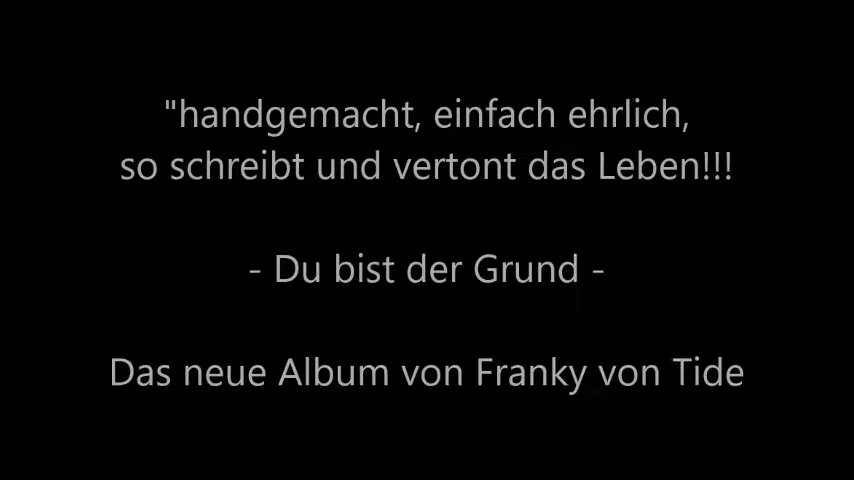 "handgemacht, einfach ehrlich,
so schreibt und vertont das Leben!!!
- Du bist der Grund -
Das neue Album von Franky von Tide